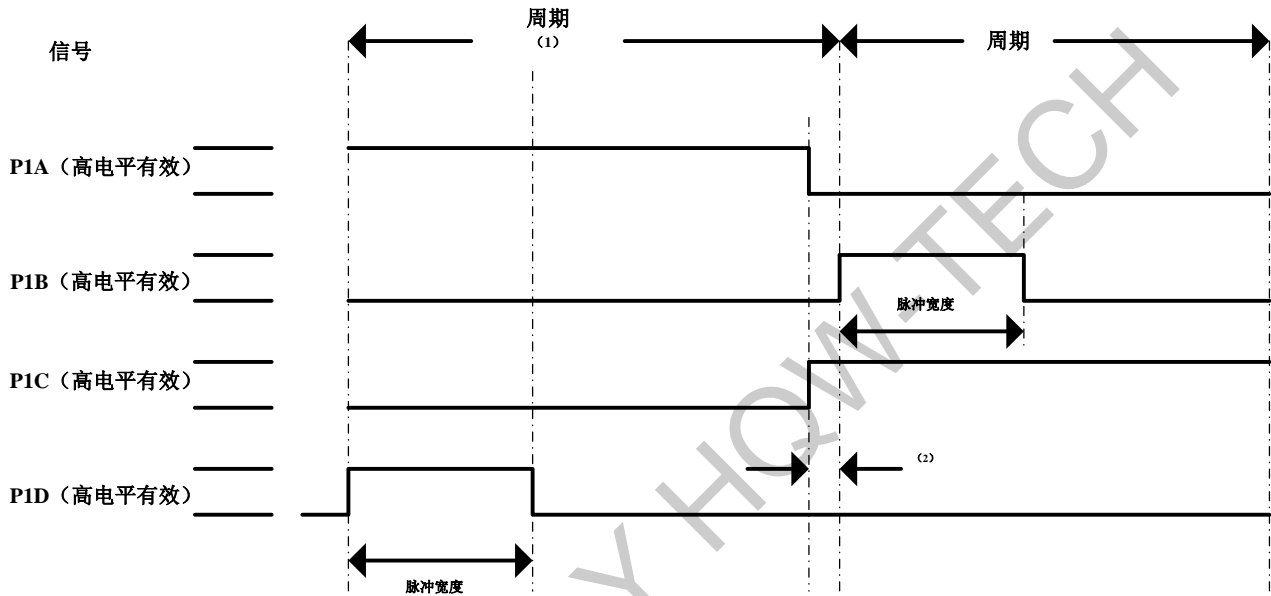 周期
(1)
周期
信号
P1A（高电平有效）
P1B（高电平有效）
脉冲宽度
P1C（高电平有效）
(2)
P1D（高电平有效）
脉冲宽度
Y HQW-TECH